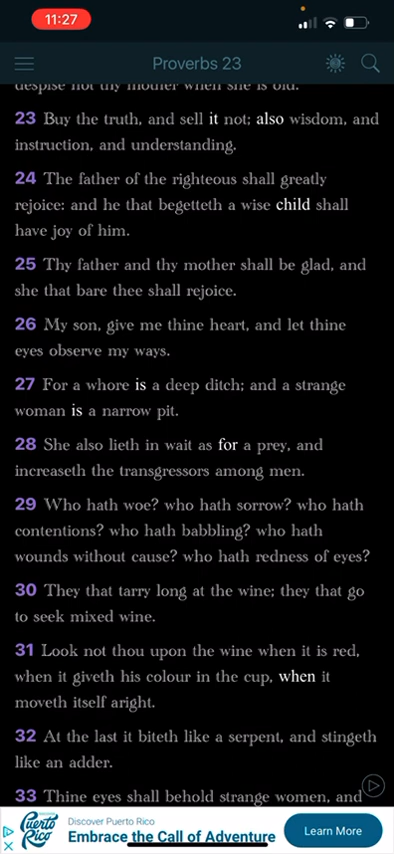 11:27
Proverbs 23
despise not thy mother when she is old.
23 Buy the truth, and sell it not; also wisdom, and
instruction, and understanding.
24 The father of the righteous shall greatly
rejoice: and he that begetteth a wise child shall
have joy of him.
25 Thy father and thy mother shall be glad, and
she that bare thee shall rejoice.
26 My son, give me thine heart, and let thine
eyes observe my ways.
27 For a whore is a deep ditch; and a strange
woman is a narrow pit.
28 She also lieth in wait as for a prey, and
increaseth the transgressors among men.
29 Who hath woe? who hath sorrow? who hath
contentions? who hath babbling? who hath
wounds without cause? who hath redness of eyes?
30 They that tarry long at the wine; they that go
to seek mixed wine.
31 Look not thou upon the wine when it is red,
when it giveth his colour in the cup, when it
moveth itself aright.
32 At the last it biteth like a serpent, and stingeth
like an adder.
33 Thine eyes shall behold strange women, and
Puerto
Rico
Discover Puerto Rico
Embrace the Call of Adventure
Learn More